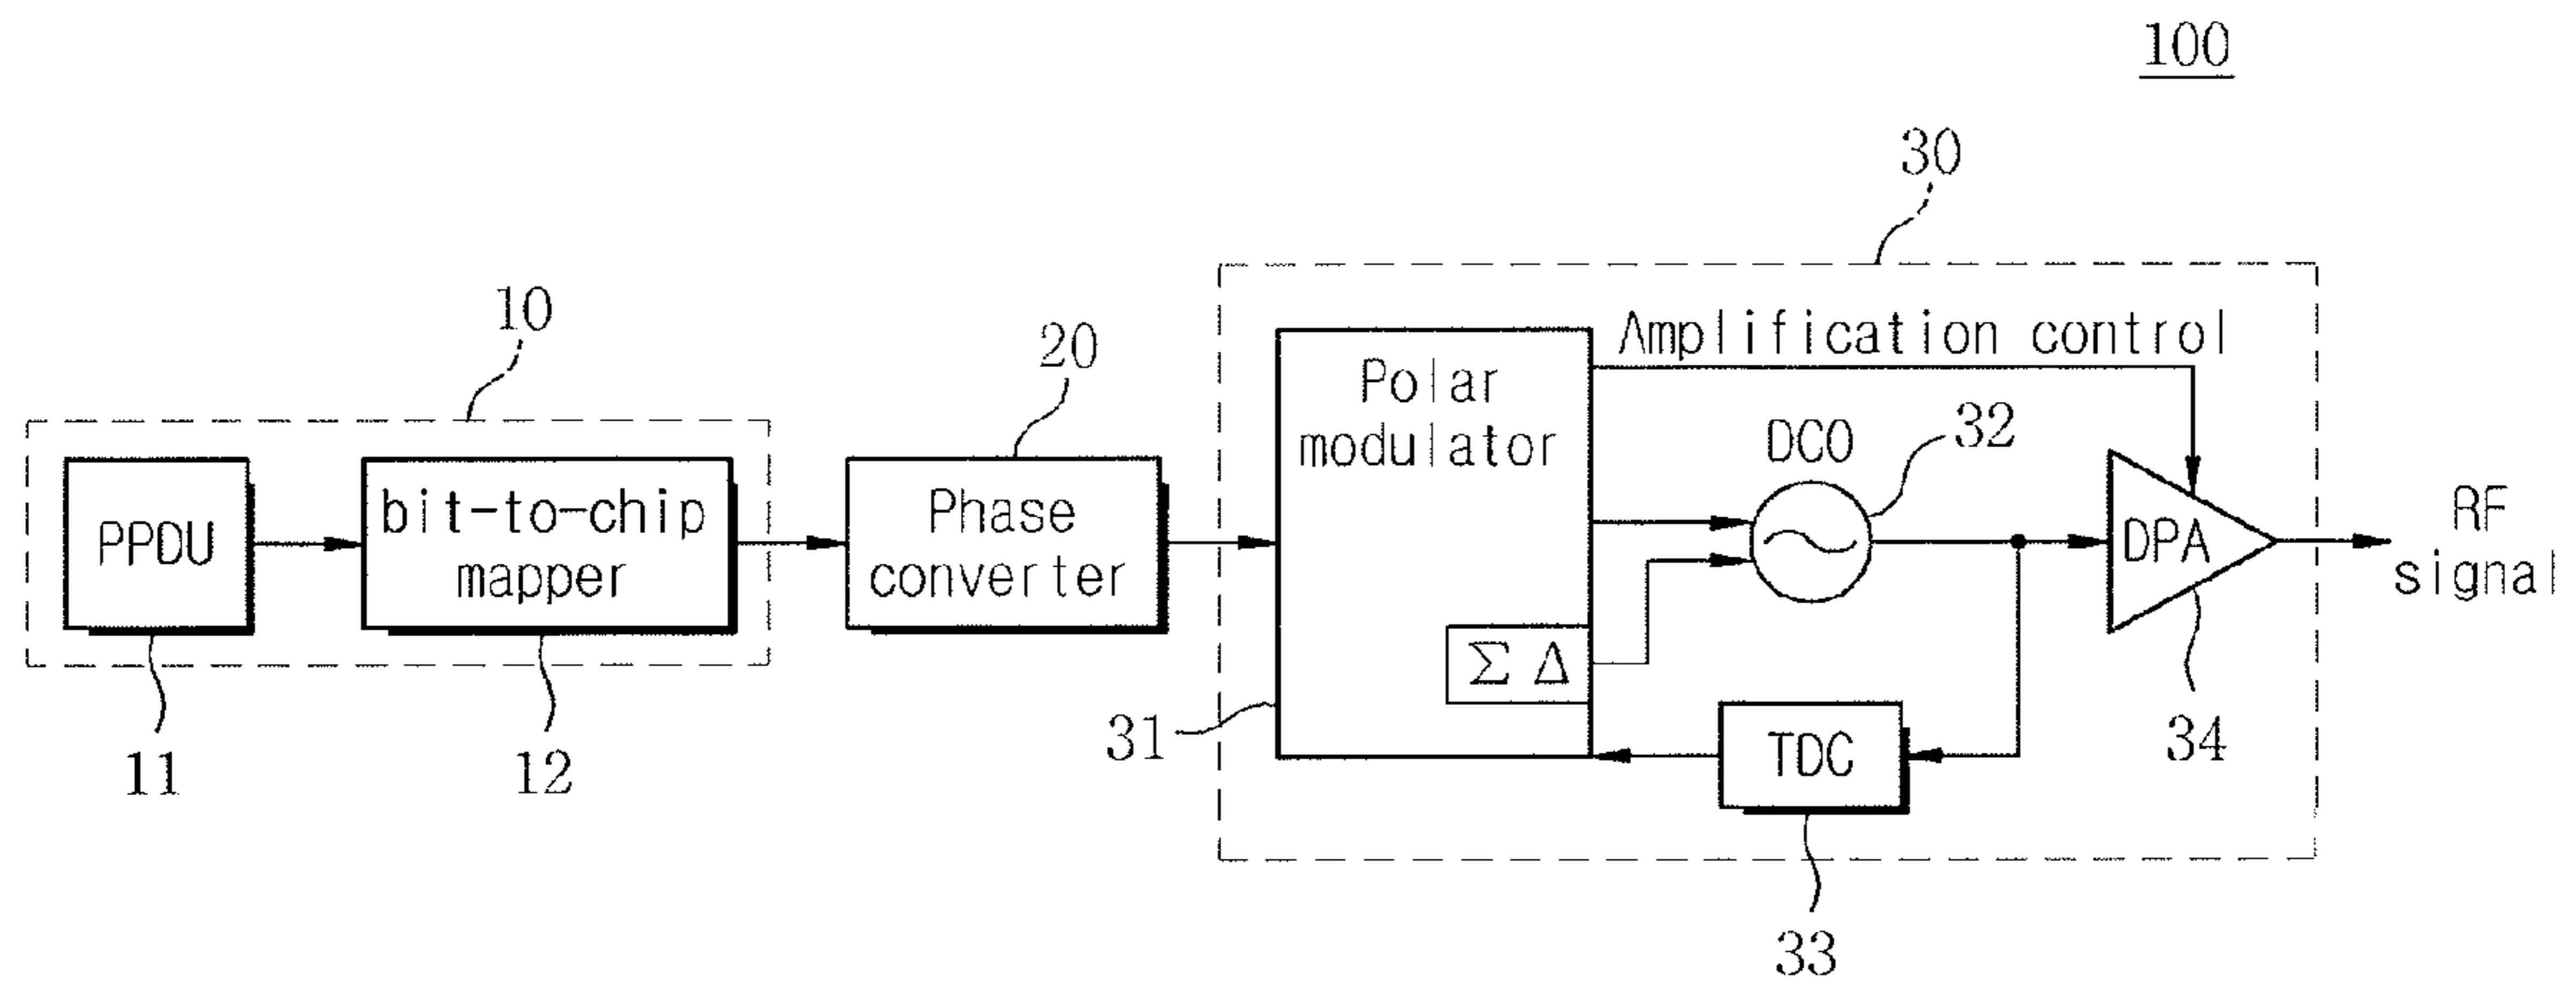 100
30
10
20
Amplification control
Polar
modulator
DCO
32
PPDU
bit-to-chip
mapper
Phase
converter
DPA
RF
signal
Σ Δ
31
TDC
34
11
12
33